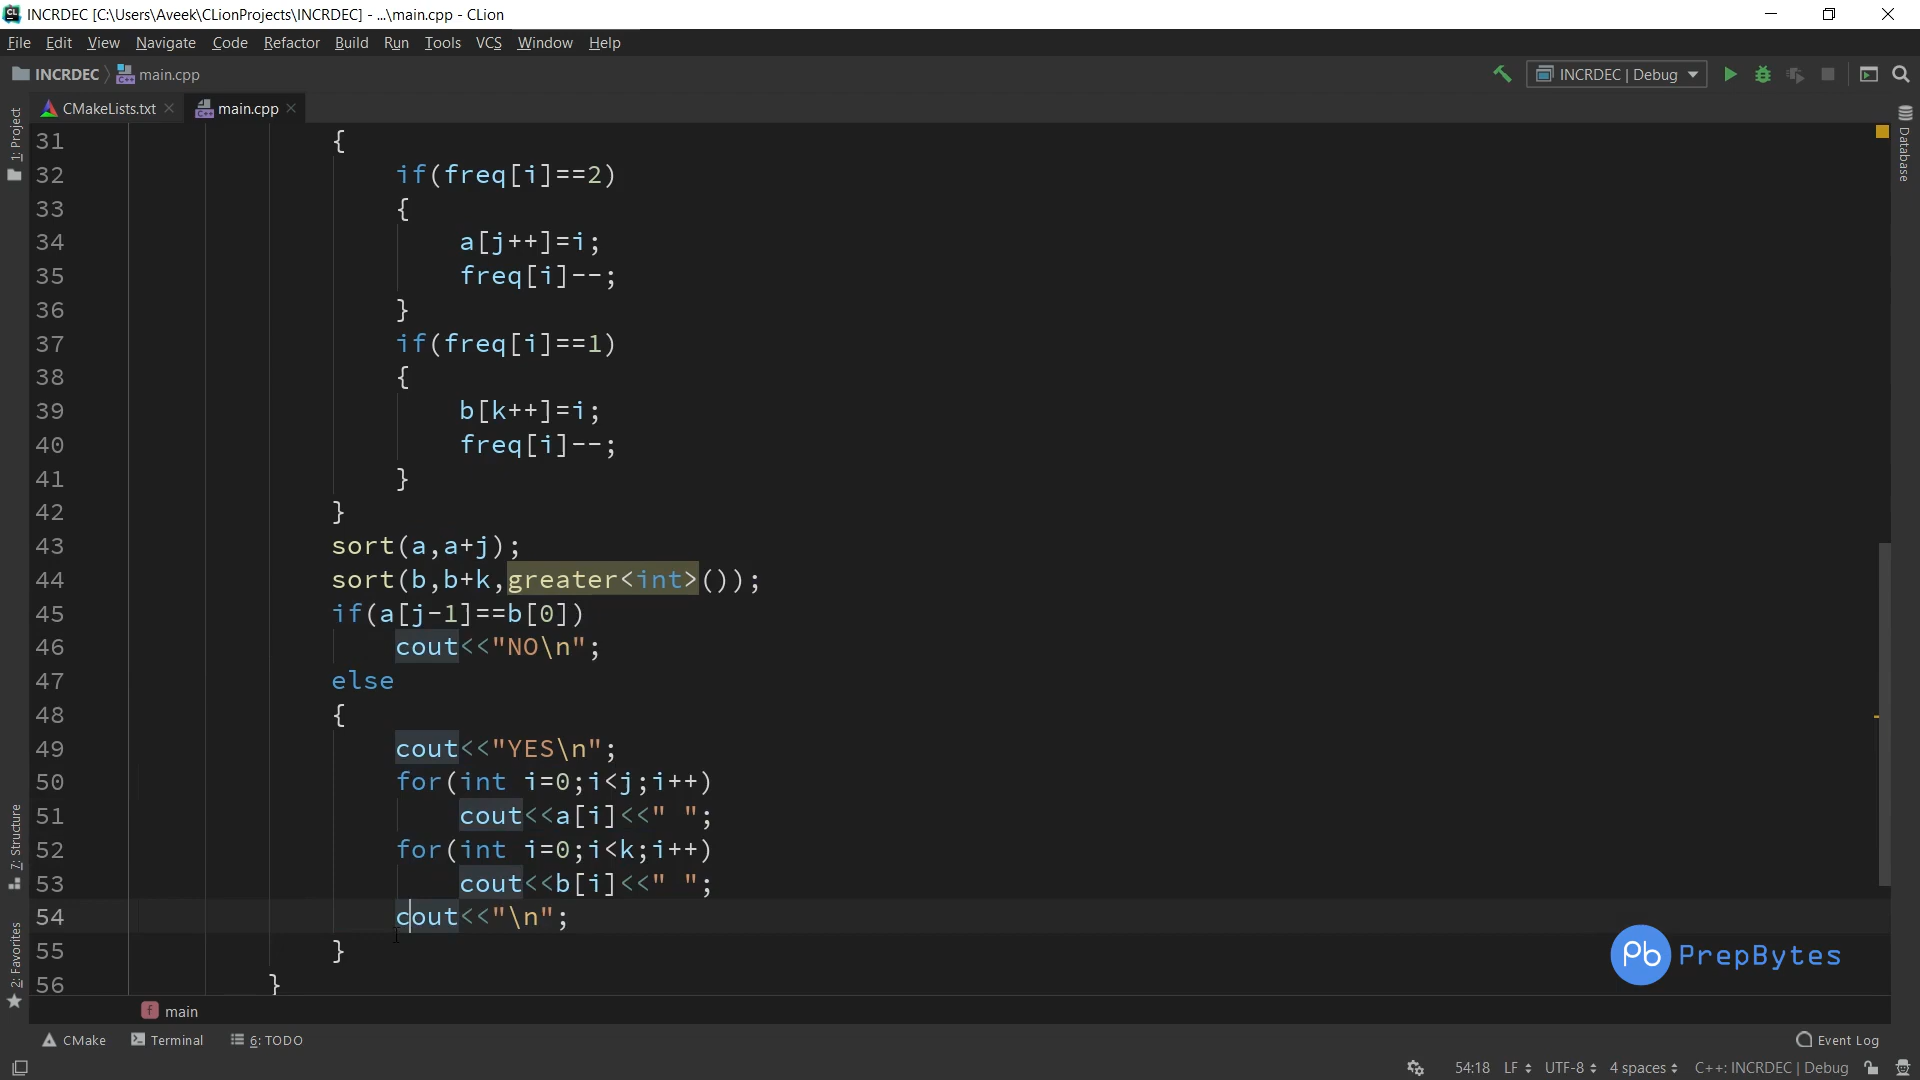 INCRDEC [C:\Users\Aveek\CLionProjects\INCRDEC] - ...\main.cpp - CLion
File Edit View Navigate Code Refactor Build Run Tools VCS Window Help
INCRDEC main.cpp INCRDEC | Debug
CMakeLists.txt main.cpp
1: Project
Database
31 {
32 if(freq[i]==2)
33 {
34 a[j++]=i;
35 freq[i]--;
36 }
37 if(freq[i]==1)
38 {
39 b[k++]=i;
40 freq[i]--;
41 }
42 }
43 sort(a,a+j);
44 sort(b,b+k,greater<int>());
45 if(a[j-1]==b[0])
46 cout<<"NO\n";
47 else
48 {
49 cout<<"YES\n";
50 for(int i=0;i<j;i++)
51 cout<<a[i]<<" ";
52 for(int i=0;i<k;i++)
53 cout<<b[i]<<" ";
54 cout<<"\n";
55 }
56 }
7: Structure
2: Favorites
Pb PrepBytes
f main
CMake Terminal 6: TODO Event Log
54:18 LF UTF-8 4 spaces C++: INCRDEC | Debug